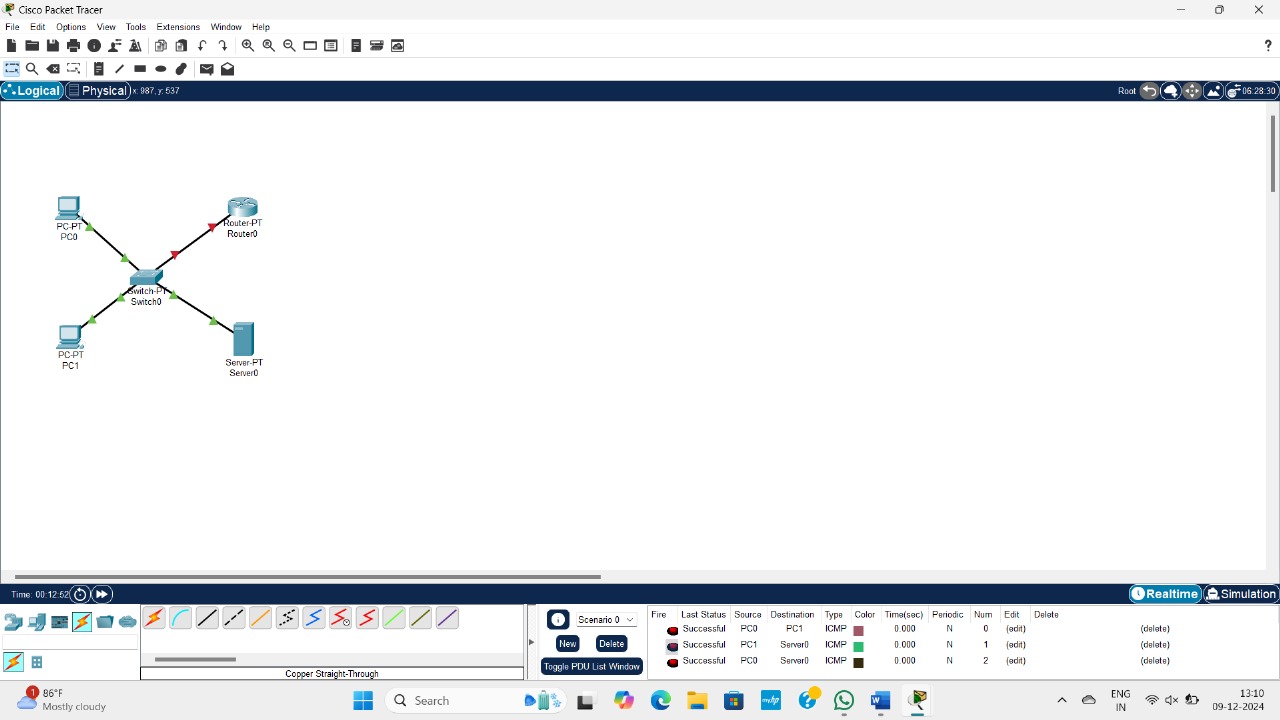 Cisco Packet Tracer
File Edit Options View Tools Extensions Window Help
?
Logical Physical x: 987, y: 537 Root 06:28:30
PC-PT
PC0
Router-PT
Router0
Switch-PT
Switch0
PC-PT
PC1
Server-PT
Server0
Time: 00:12:52 Realtime Simulation
Scenario 0
New Delete
Toggle PDU List Window
Copper Straight-Through
Fire Last Status Source Destination Type Color Time(sec) Periodic Num Edit Delete
Successful PC0 PC1 ICMP 0.000 N 0 (edit) (delete)
Successful PC1 Server0 ICMP 0.000 N 1 (edit) (delete)
Successful PC0 Server0 ICMP 0.000 N 2 (edit) (delete)
1
86°F
Mostly cloudy
Search
ENG
IN
13:10
09-12-2024